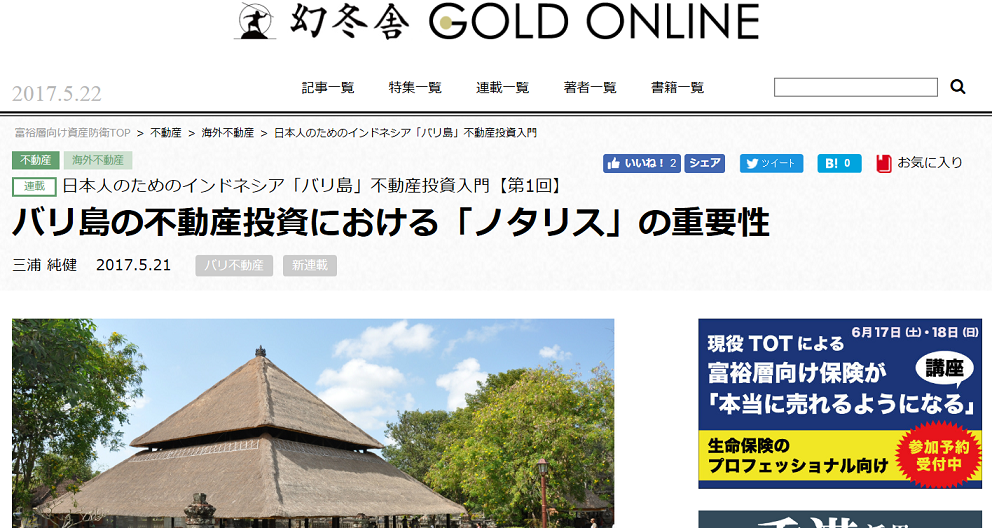 幻冬舎 GOLD ONLINE
2017.5.22
記事一覧 特集一覧 連載一覧 著者一覧 書籍一覧
富裕層向け資産防衛TOP > 不動産 > 海外不動産 > 日本人のためのインドネシア「バリ島」不動産投資入門
不動産 海外不動産
いいね！ 2 シェア ツイート B! 0 お気に入り
連載 日本人のためのインドネシア「バリ島」不動産投資入門【第1回】
バリ島の不動産投資における「ノタリス」の重要性
三浦 純健 2017.5.21 バリ不動産 新連載
6月17日（土）・18日（日）
現役TOTによる
富裕層向け保険が
講座
「本当に売れるようになる」
生命保険の
プロフェッショナル向け
参加予約
受付中